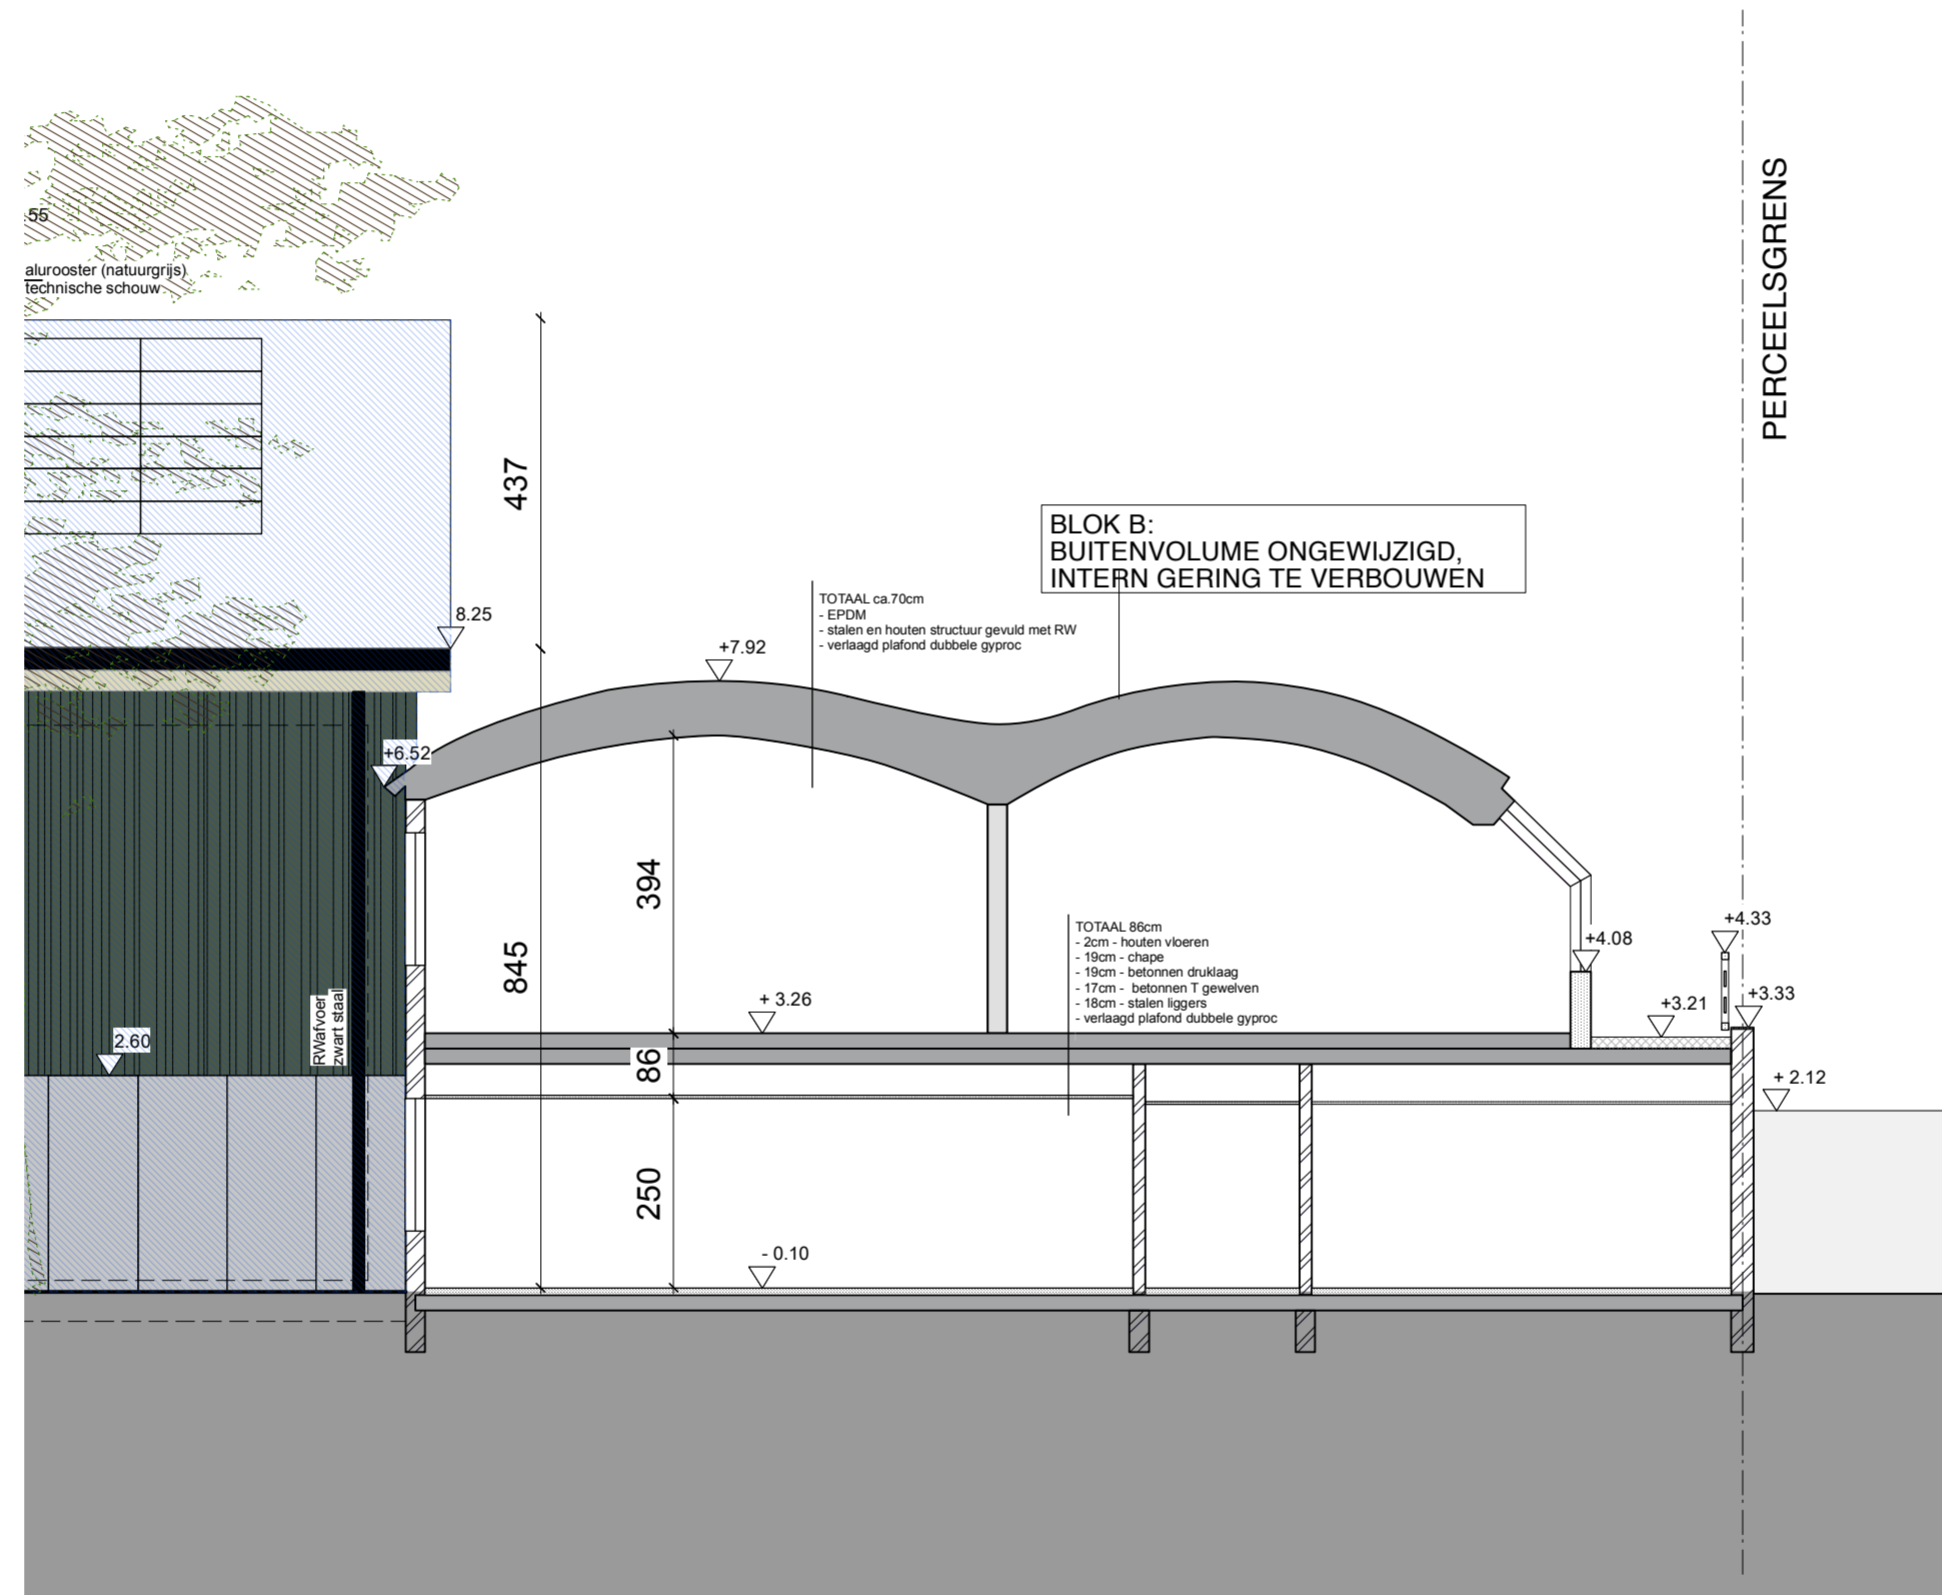 .55
alurooster (natuurgrijs)
technische schouw
PERCEELSGRENS
437
BLOK B:
BUITENVOLUME ONGEWIJZIGD,
INTERN GERING TE VERBOUWEN
TOTAAL ca.70cm
- EPDM
- stalen en houten structuur gevuld met RW
- verlaagd plafond dubbele gyproc
8.25
+7.92
+6.52
394
845
TOTAAL 86cm
- 2cm - houten vloeren
- 19cm - chape
- 19cm - betonnen druklaag
- 17cm - betonnen T gewelven
- 18cm - stalen liggers
- verlaagd plafond dubbele gyproc
+4.33
+4.08
+ 3.26
+3.21
+3.33
RWafvoer
zwart staal
2.60
86
+ 2.12
250
- 0.10